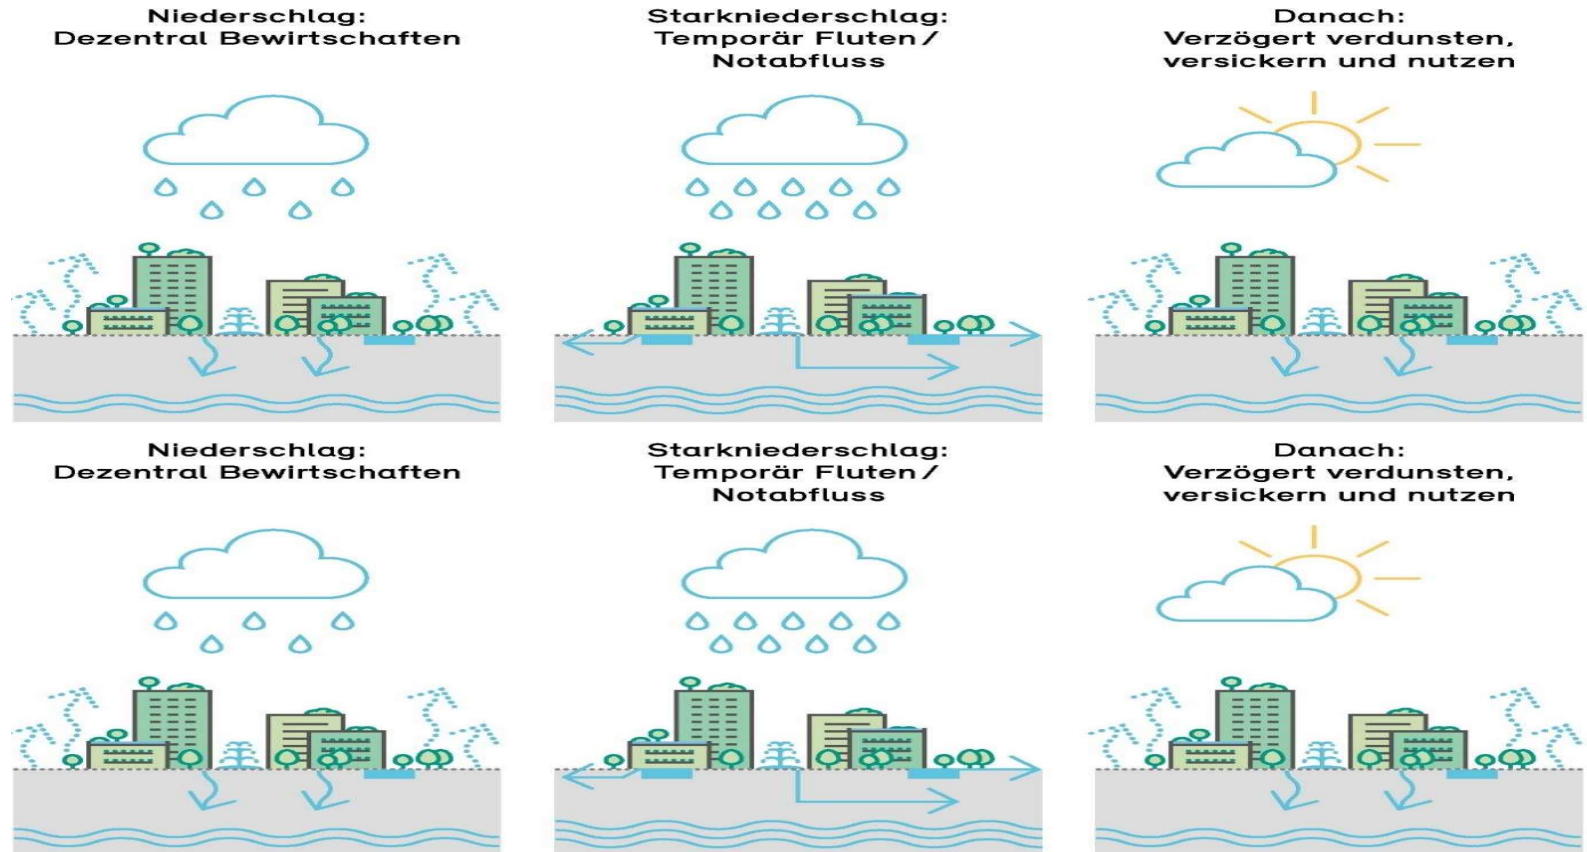 Niederschlag:
Dezentral Bewirtschaften
Starkniederschlag:
Temporär Fluten/
Notabfluss
Danach:
Verzögert verdunsten,
versickern und nutzen
Niederschlag:
Dezentral Bewirtschaften
Starkniederschlag:
Temporär Fluten/
Notabfluss
Danach:
Verzögert verdunsten,
versickern und nutzen